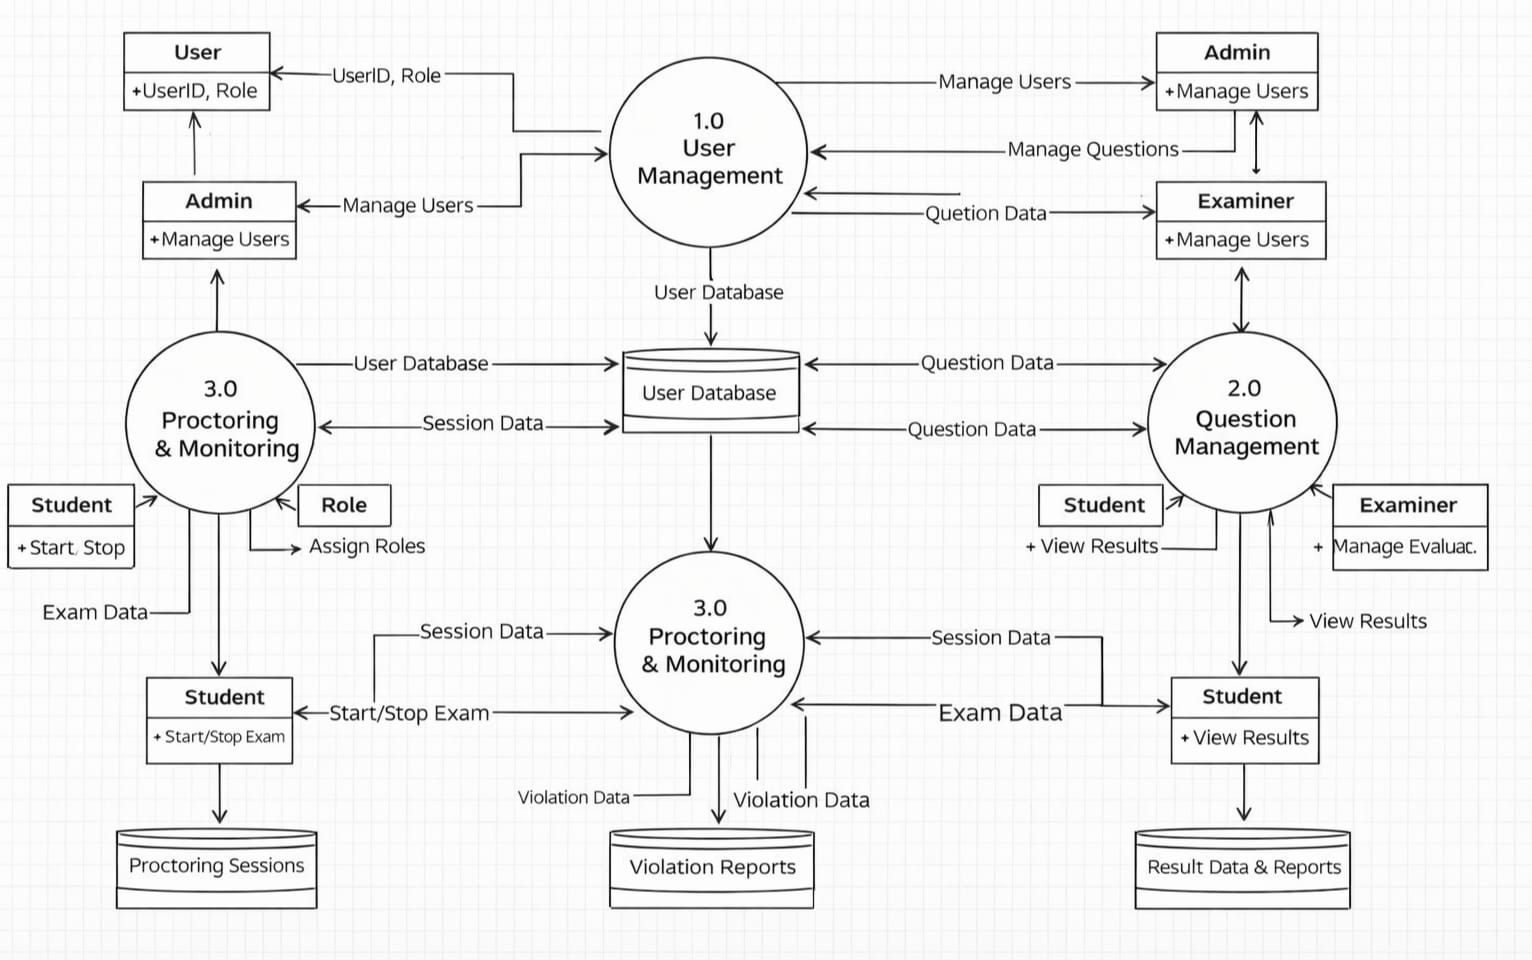 User
+UserID, Role
UserID, Role
1.0
User
Management
Manage Users
Admin
+Manage Users
Manage Questions
Admin
+Manage Users
Manage Users
Quetion Data
Examiner
+Manage Users
User Database
3.0
Proctoring
& Monitoring
User Database
Session Data
User Database
Question Data
Question Data
2.0
Question
Management
Student
+Start, Stop
Role
Assign Roles
Exam Data
Student
+ View Results
Examiner
+ Manage Evaluac.
View Results
3.0
Proctoring
& Monitoring
Session Data
Session Data
Student
+ Start/Stop Exam
Start/Stop Exam
Exam Data
Student
+ View Results
Violation Data
Violation Data
Proctoring Sessions
Violation Reports
Result Data & Reports